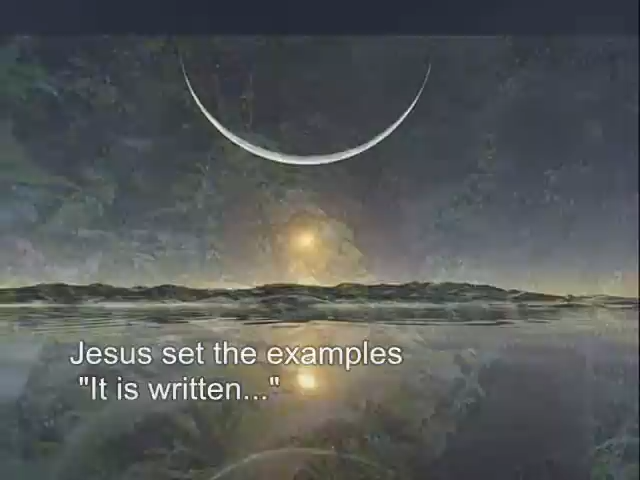 Jesus set the examples
"It is written..."